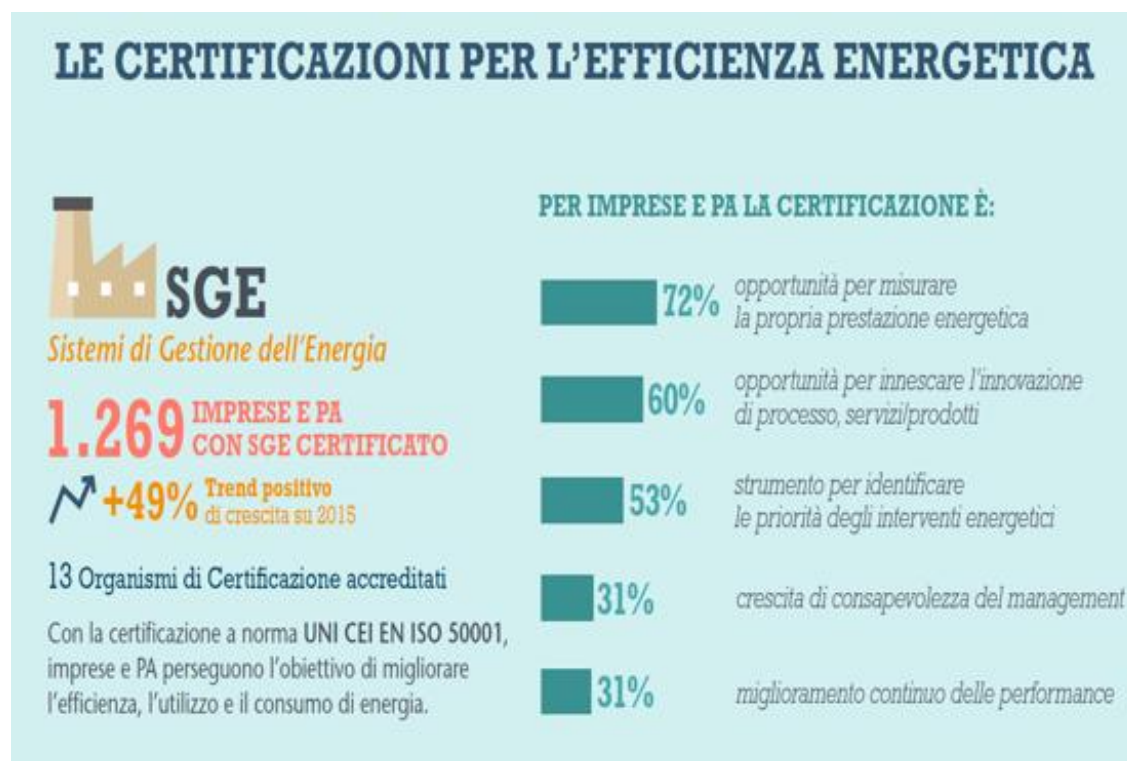 LE CERTIFICAZIONI PER L'EFFICIENZA ENERGETICA
SGE
Sistemi di Gestione dell'Energia
1.269 IMPRESE E PA
CON SGE CERTIFICATO
+49% Trend positivo
di crescita su 2015
13 Organismi di Certificazione accreditati
Con la certificazione a norma UNI CEI EN ISO 50001,
imprese e PA perseguono l'obiettivo di migliorare
l'efficienza, l'utilizzo e il consumo di energia.
PER IMPRESE E PA LA CERTIFICAZIONE È:
72% opportunità per misurare
la propria prestazione energetica
60% opportunità per innescare l'innovazione
di processo, servizi/prodotti
53% strumento per identificare
le priorità degli interventi energetici
31% crescita di consapevolezza del management
31% miglioramento continuo delle performance